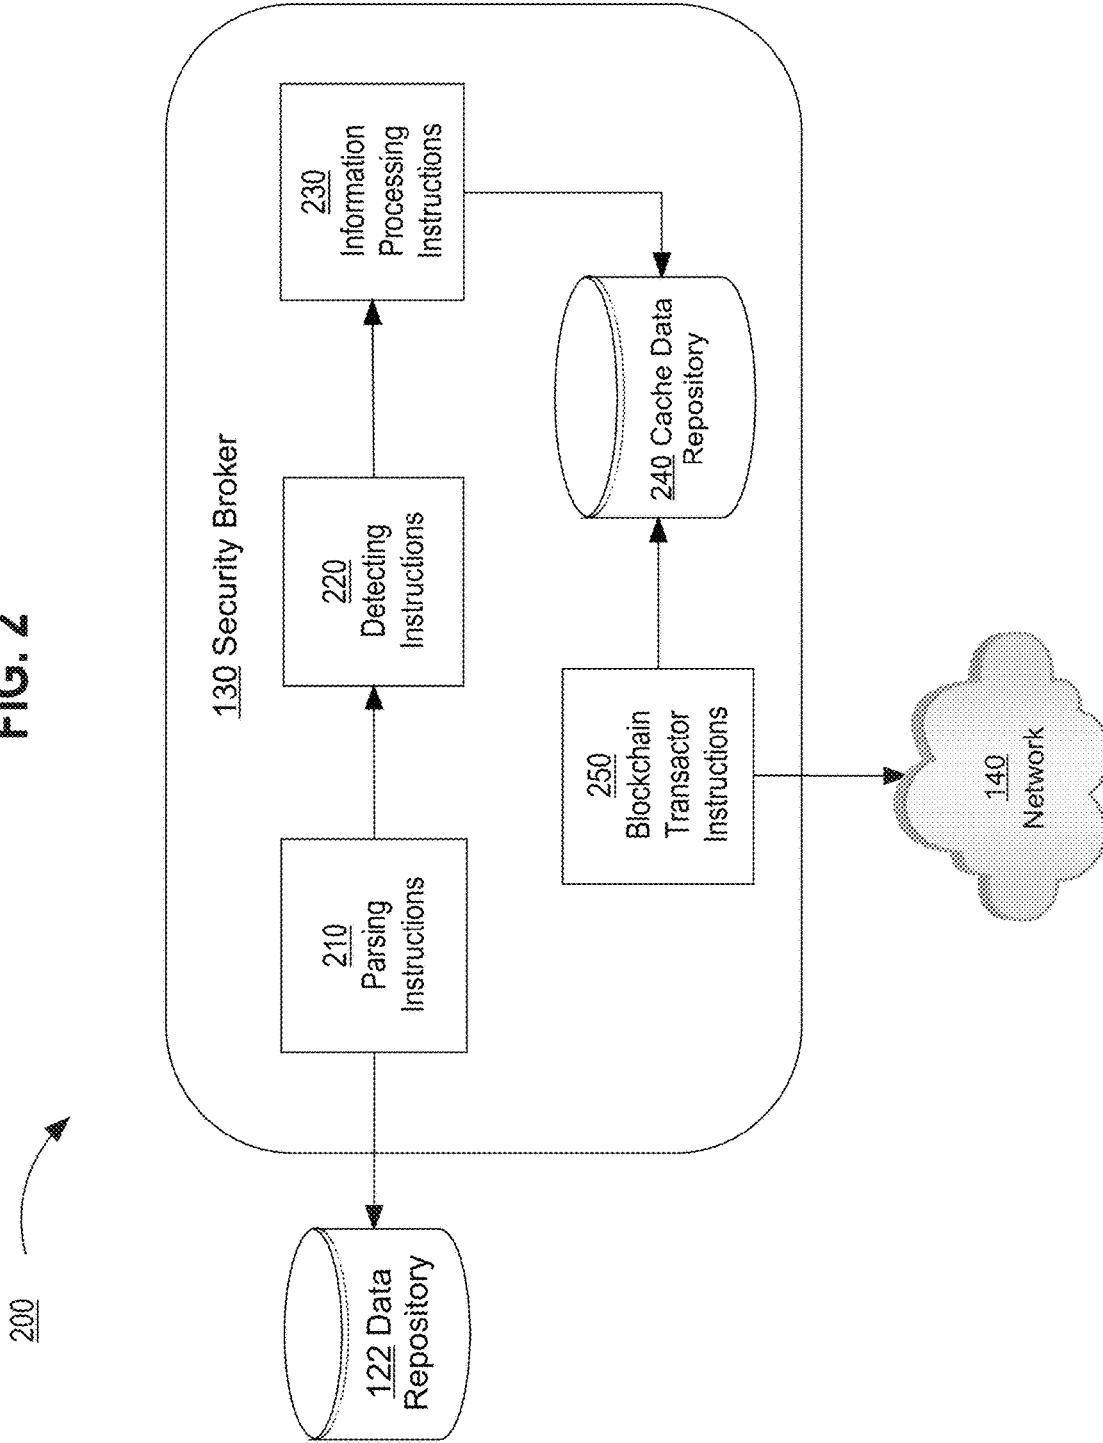 FIG. 2
200
130 Security Broker
122 Data
Repository
210
Parsing
Instructions
220
Detecting
Instructions
230
Information
Processing
Instructions
250
Blockchain
Transactor
Instructions
240 Cache Data
Repository
140
Network